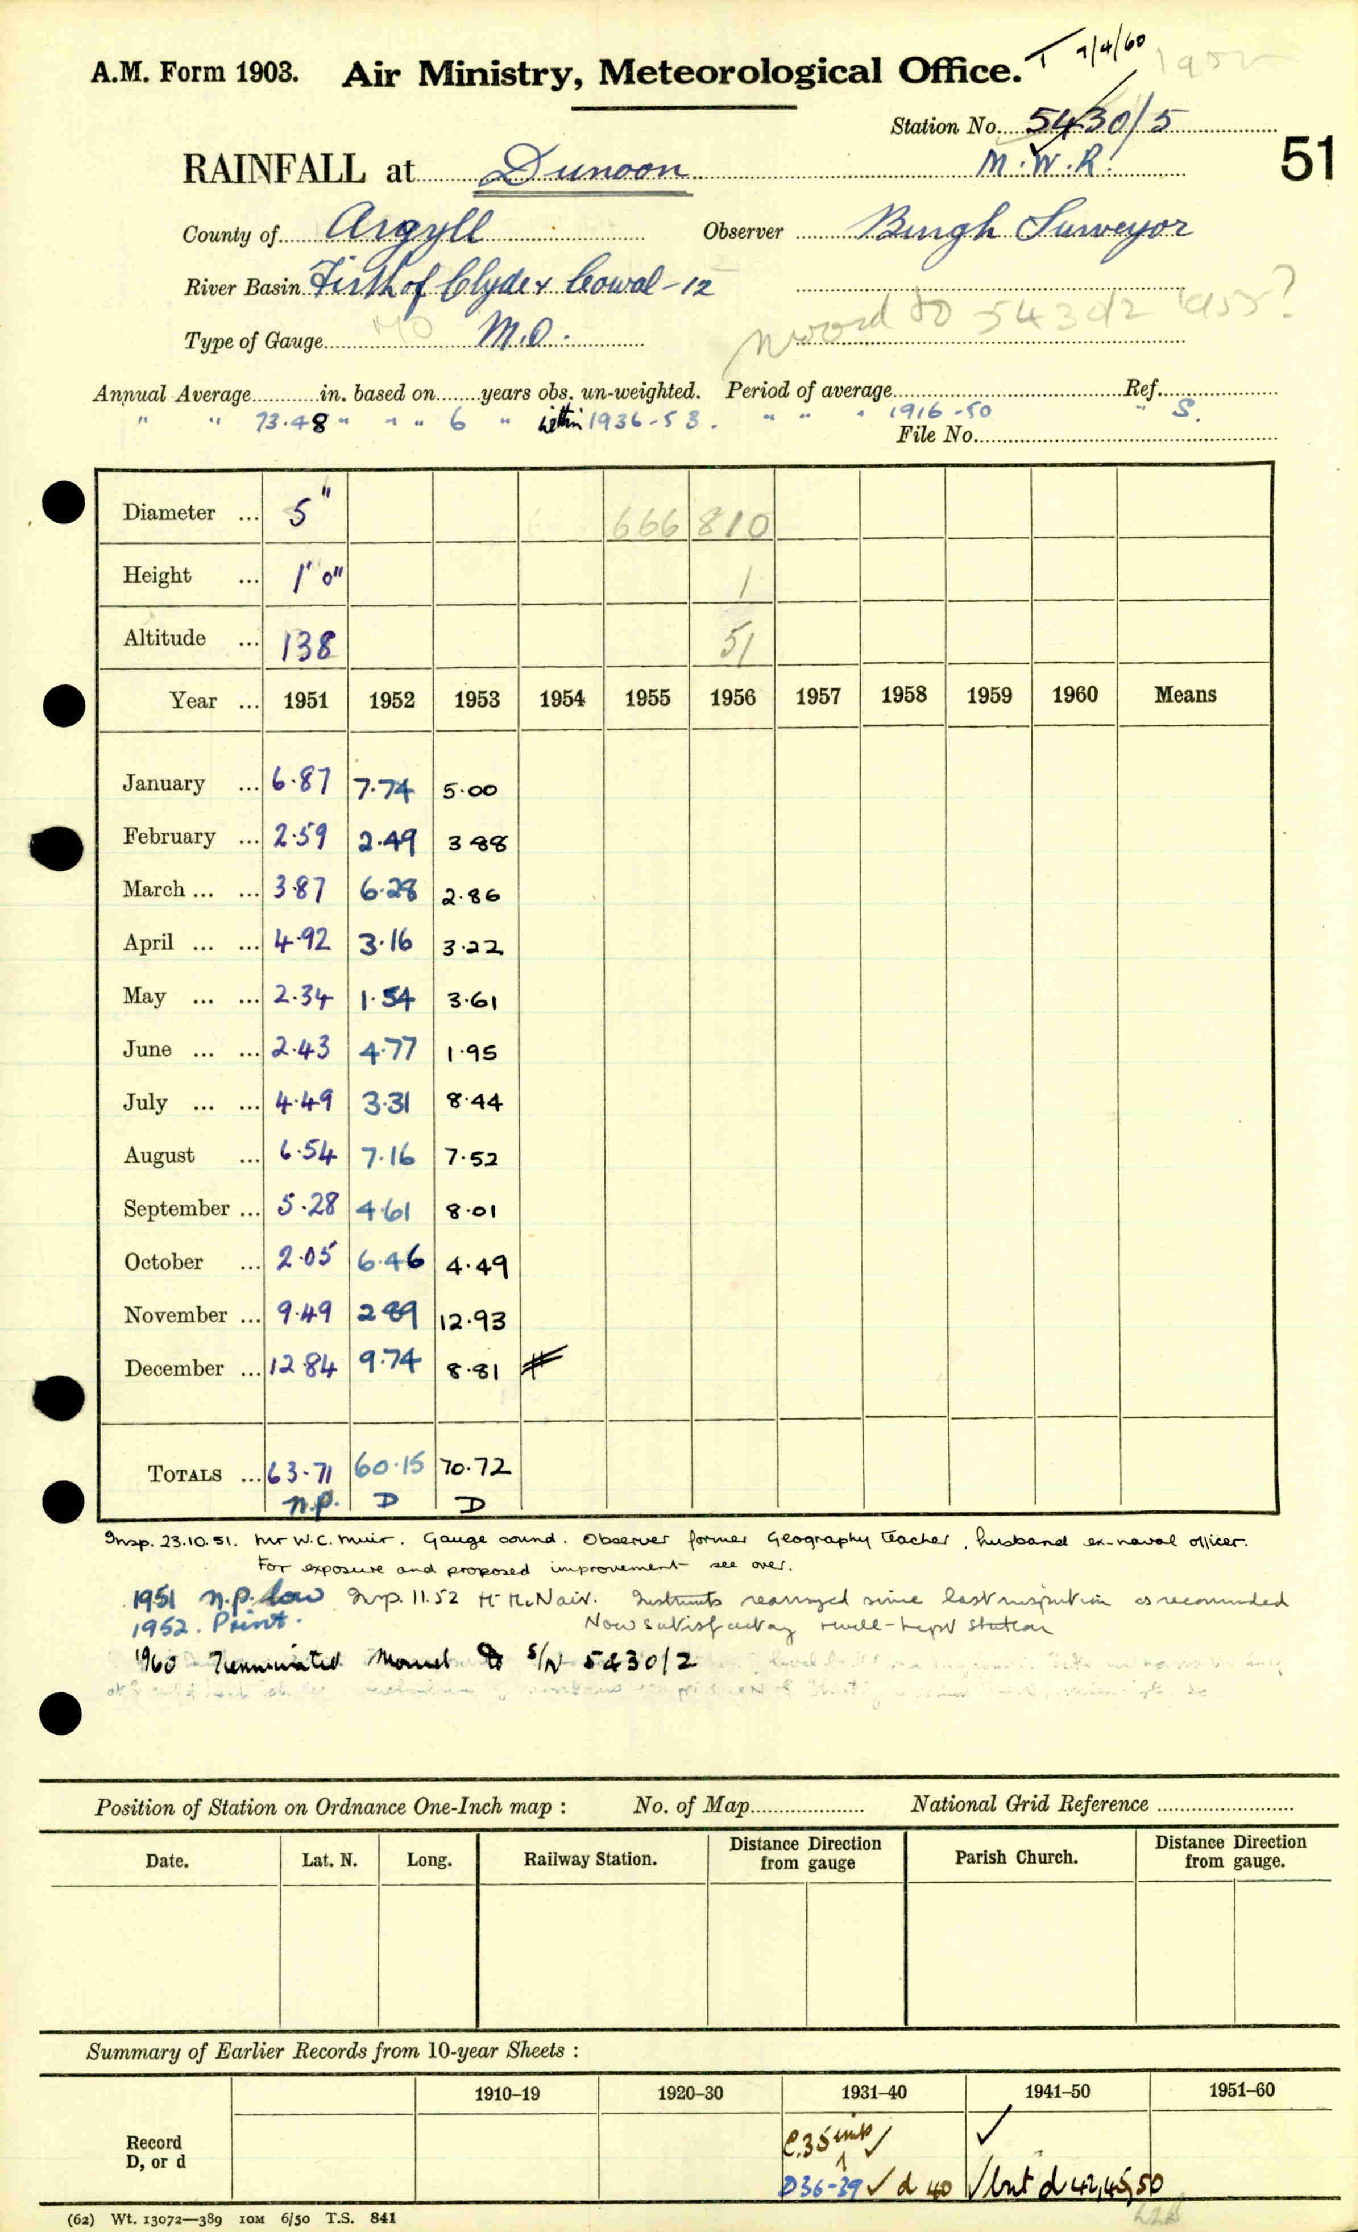 T 7/4/60 1952
A.M. Form 1903. Air Ministry, Meteorological Office.
Station No. 5430/5
RAINFALL at Dunoon M.W.R. 51
County of Argyll Observer Burgh Surveyor
River Basin Firth of Clyde & Cowal - 12
moved to 5430/2 1955?
Type of Gauge M.O. M.O.
Annual Average in. based on years obs. un-weighted. Period of average Ref.
" " 73.48 " " " 6 " within 1936-53. " " " 1916-50 " S.
File No.
Diameter ... 5" 666 810
Height ... 1' 0" 1
Altitude ... 138 51
Year ... 1951 1952 1953 1954 1955 1956 1957 1958 1959 1960 Means
January ... 6.87 7.74 5.00
February ... 2.59 2.49 3 88
March ... ... 3.87 6.28 2.86
April ... ... 4.92 3.16 3.22
May ... ... 2.34 1.54 3.61
June ... ... 2.43 4.77 1.95
July ... ... 4.49 3.31 8.44
August ... 6.54 7.16 7.52
September ... 5.28 4.61 8.01
October ... 2.05 6.46 4.49
November ... 9.49 2 89 12.93
December ... 12.84 9.74 8.81 #
TOTALS ... 63.71 60.15 70.72
n.p. D D
Insp. 23.10.51. Mr W.C. Muir. Gauge sound. Observer former Geography Teacher, husband ex-naval officer.
For exposure and proposed improvement see over.
1951 n.p. low Insp. 11.52 H McNair. Instruments rearranged since last inspection as recommended
1952. Print. Now satisfactory & well-kept station
1960 Terminated Moved to S/N 5430/2
Position of Station on Ordnance One-Inch map : No. of Map National Grid Reference
Date. Lat. N. Long. Railway Station. Distance Direction from gauge Parish Church. Distance Direction from gauge.
Summary of Earlier Records from 10-year Sheets :
1910–19 1920–30 1931–40 1941–50 1951–60
Record D, or d
C.35 ✓ ✓
D36-39 ✓ d 40 ✓ but d 42,45,50
(62) Wt. 13072—389 10M 6/50 T.S. 841